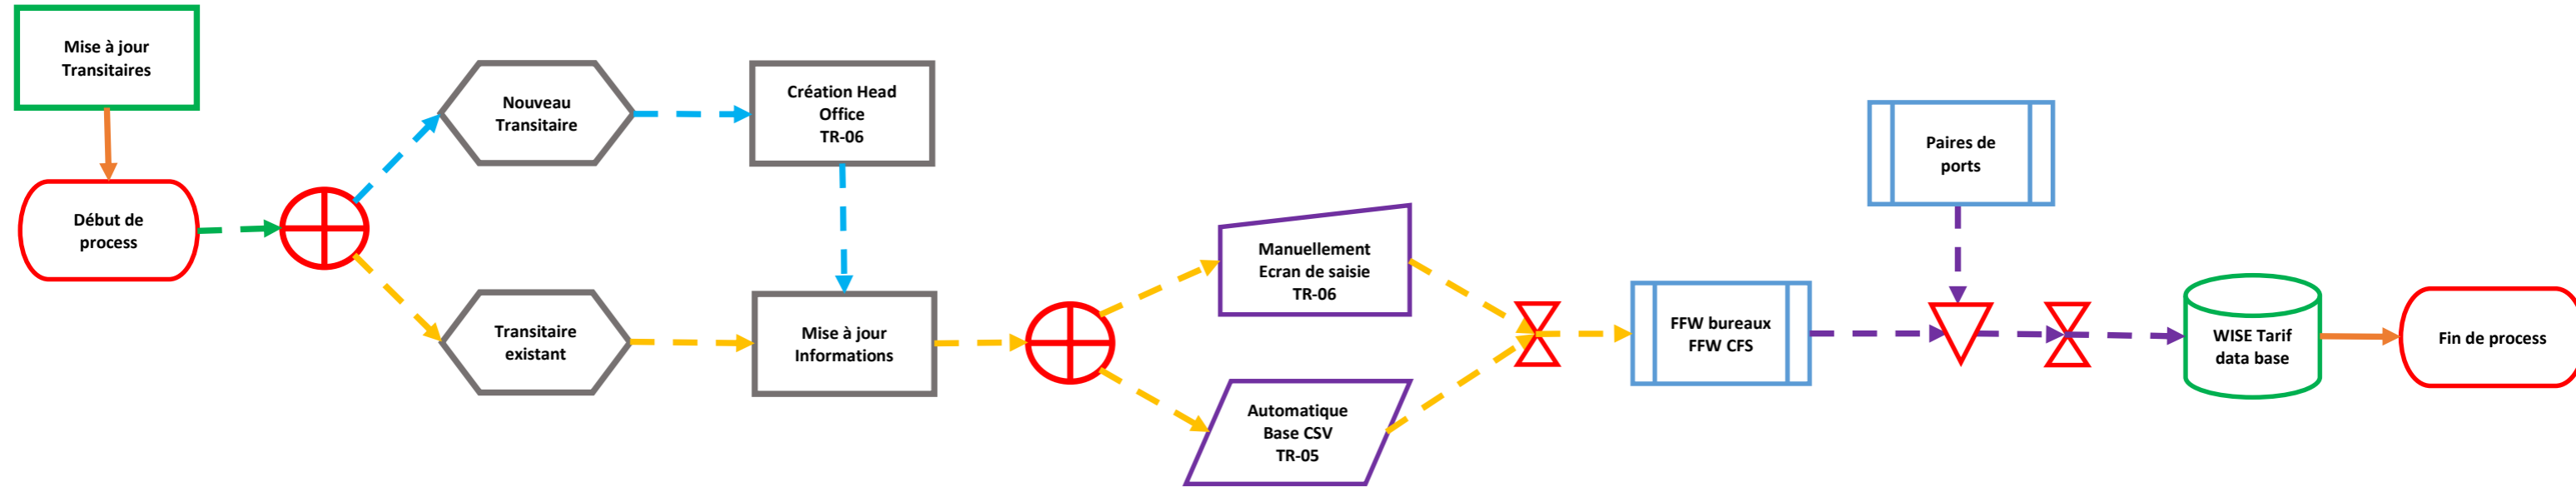 Mise à jour
Transitaires
Début de
process
Nouveau
Transitaire
Création Head
Office
TR-06
Transitaire
existant
Mise à jour
Informations
Manuellement
Ecran de saisie
TR-06
Automatique
Base CSV
TR-05
FFW bureaux
FFW CFS
Paires de
ports
WISE Tarif
data base
Fin de process